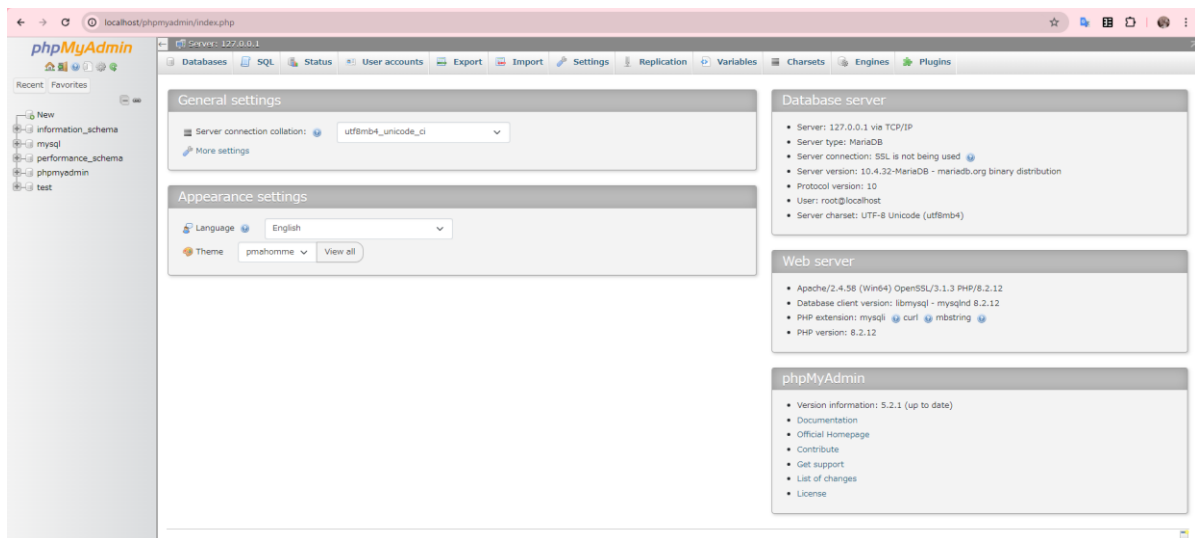 localhost/phpmyadmin/index.php
phpMyAdmin
Recent Favorites
New
information_schema
mysql
performance_schema
phpmyadmin
test
Server: 127.0.0.1
Databases SQL Status User accounts Export Import Settings Replication Variables Charsets Engines Plugins
General settings
Server connection collation: utf8mb4_unicode_ci
More settings
Appearance settings
Language English
Theme pmahomme View all
Database server
Server: 127.0.0.1 via TCP/IP
Server type: MariaDB
Server connection: SSL is not being used
Server version: 10.4.32-MariaDB - mariadb.org binary distribution
Protocol version: 10
User: root@localhost
Server charset: UTF-8 Unicode (utf8mb4)
Web server
Apache/2.4.58 (Win64) OpenSSL/3.1.3 PHP/8.2.12
Database client version: libmysql - mysqlnd 8.2.12
PHP extension: mysqli curl mbstring
PHP version: 8.2.12
phpMyAdmin
Version information: 5.2.1 (up to date)
Documentation
Official Homepage
Contribute
Get support
List of changes
License